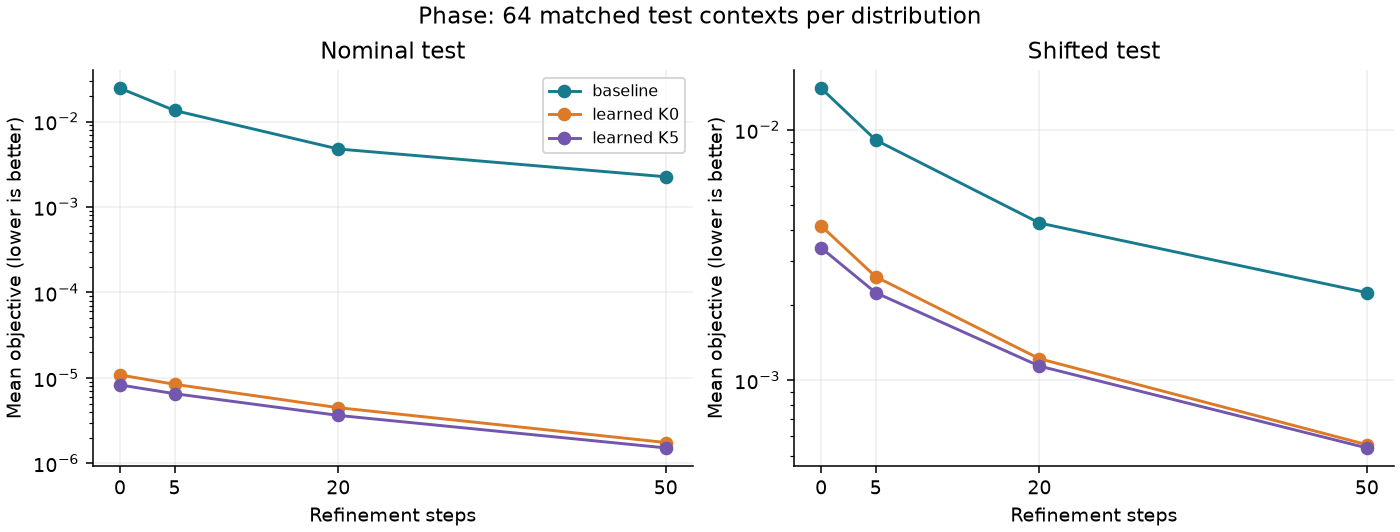 Phase: 64 matched test contexts per distribution
Nominal test
Mean objective (lower is better)
10⁻²
10⁻³
10⁻⁴
10⁻⁵
10⁻⁶
baseline
learned K0
learned K5
0 5 20 50
Refinement steps
Shifted test
Mean objective (lower is better)
10⁻²
10⁻³
0 5 20 50
Refinement steps